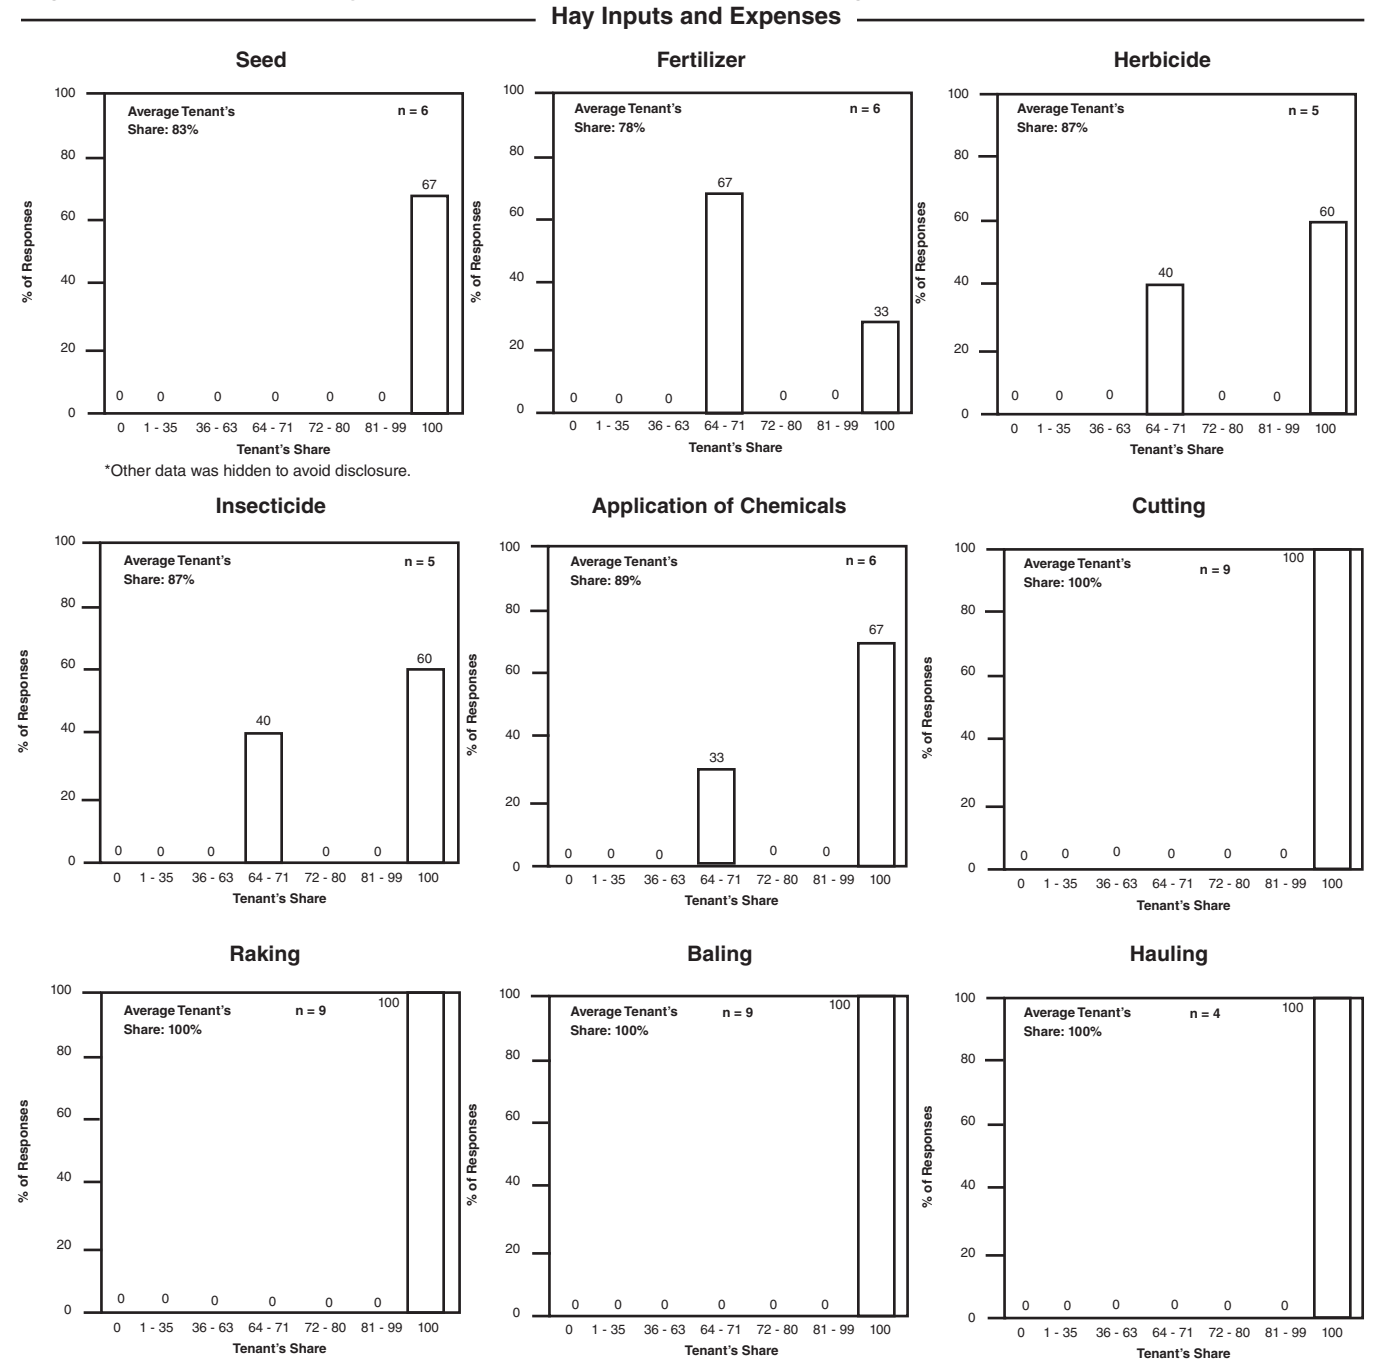 Hay Inputs and Expenses
Seed
Average Tenant's
Share: 83%
n = 6
% of Responses
100
80
60
40
20
0
0 0 0 0 0 0 67
0 1 - 35 36 - 63 64 - 71 72 - 80 81 - 99 100
Tenant's Share
*Other data was hidden to avoid disclosure.
Fertilizer
Average Tenant's
Share: 78%
n = 6
% of Responses
100
80
60
40
20
0
0 0 0 67 0 0 33
0 1 - 35 36 - 63 64 - 71 72 - 80 81 - 99 100
Tenant's Share
Herbicide
Average Tenant's
Share: 87%
n = 5
% of Responses
100
80
60
40
20
0
0 0 0 40 0 0 60
0 1 - 35 36 - 63 64 - 71 72 - 80 81 - 99 100
Tenant's Share
Insecticide
Average Tenant's
Share: 87%
n = 5
% of Responses
100
80
60
40
20
0
0 0 0 40 0 0 60
0 1 - 35 36 - 63 64 - 71 72 - 80 81 - 99 100
Tenant's Share
Application of Chemicals
Average Tenant's
Share: 89%
n = 6
% of Responses
100
80
60
40
20
0
0 0 0 33 0 0 67
0 1 - 35 36 - 63 64 - 71 72 - 80 81 - 99 100
Tenant's Share
Cutting
Average Tenant's
Share: 100%
n = 9
% of Responses
100
80
60
40
20
0
0 0 0 0 0 0 100
0 1 - 35 36 - 63 64 - 71 72 - 80 81 - 99 100
Tenant's Share
Raking
Average Tenant's
Share: 100%
n = 9
% of Responses
100
80
60
40
20
0
0 0 0 0 0 0 100
0 1 - 35 36 - 63 64 - 71 72 - 80 81 - 99 100
Tenant's Share
Baling
Average Tenant's
Share: 100%
n = 9
% of Responses
100
80
60
40
20
0
0 0 0 0 0 0 100
0 1 - 35 36 - 63 64 - 71 72 - 80 81 - 99 100
Tenant's Share
Hauling
Average Tenant's
Share: 100%
n = 4
% of Responses
100
80
60
40
20
0
0 0 0 0 0 0 100
0 1 - 35 36 - 63 64 - 71 72 - 80 81 - 99 100
Tenant's Share